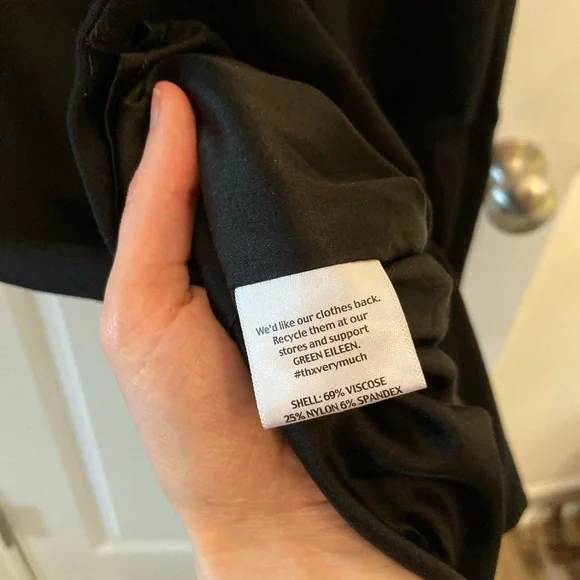 We'd like our clothes back.
Recycle them at our
stores and support
GREEN EILEEN.
#thxverymuch
SHELL: 69% VISCOSE
25% NYLON 6% SPANDEX